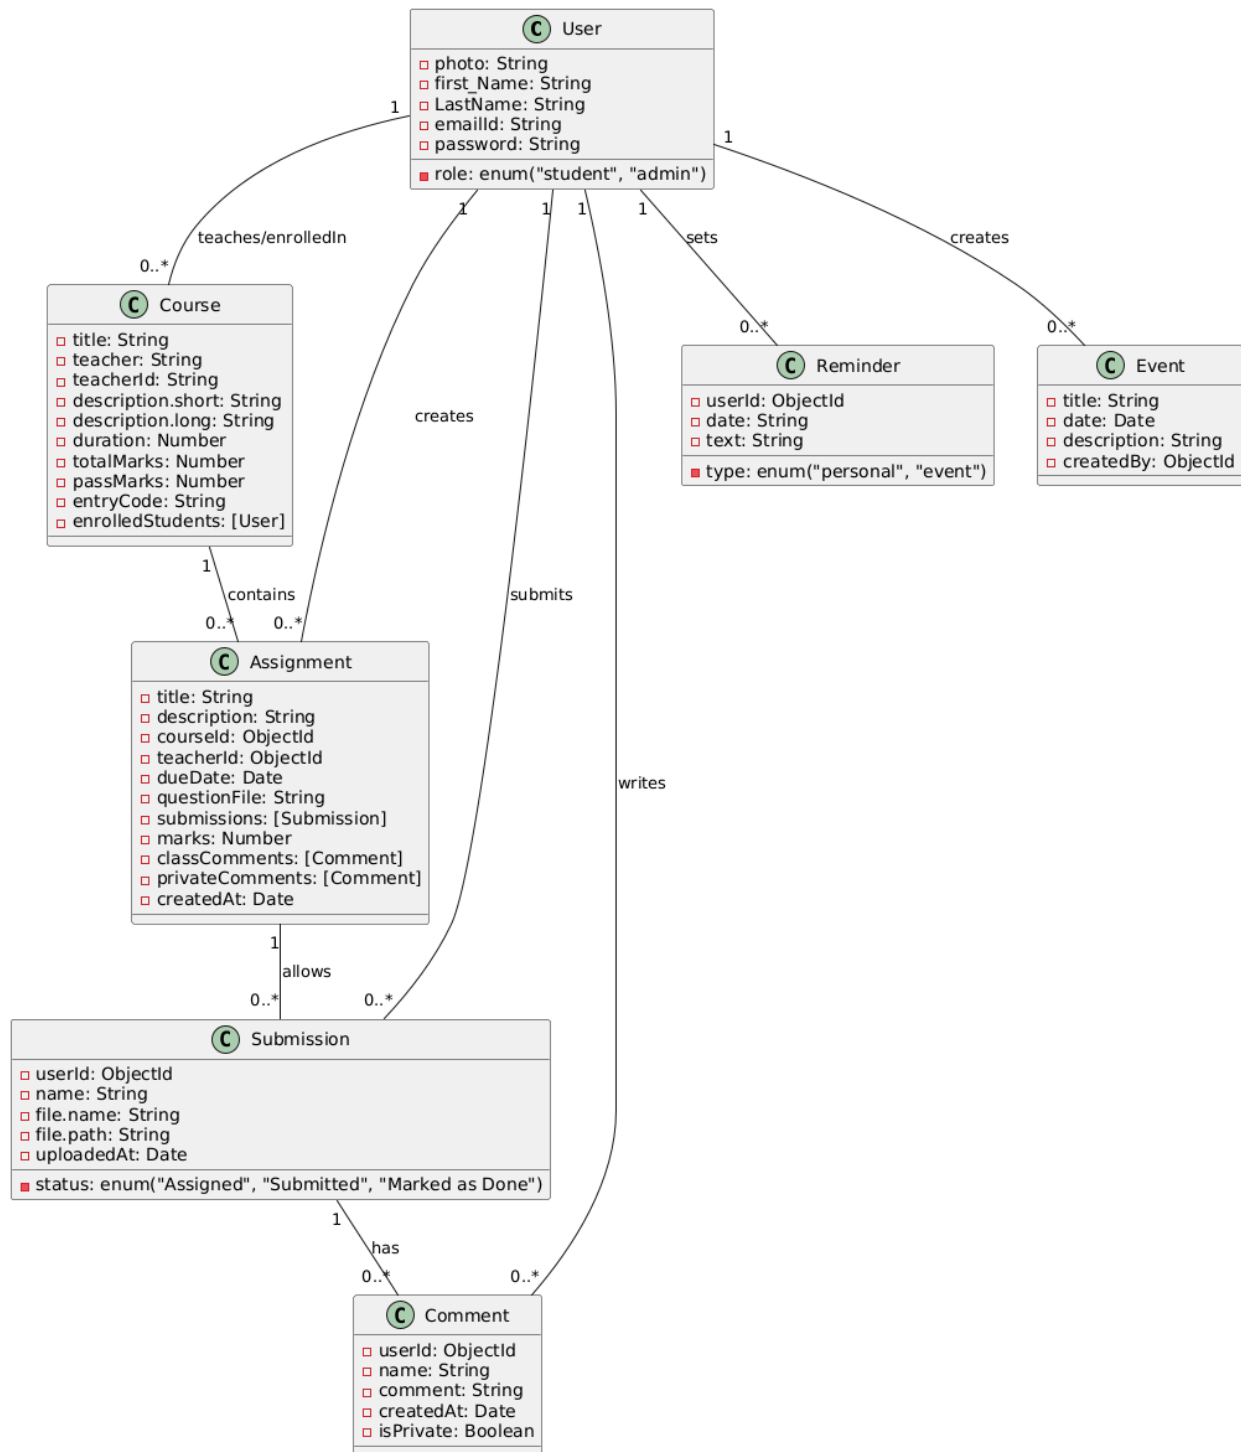 C User
photo: String
first_Name: String
LastName: String
emailId: String
password: String
role: enum("student", "admin")
1
1
1
1
1
1
1
teaches/enrolledIn
sets
creates
0..*
C Course
title: String
teacher: String
teacherId: String
description.short: String
description.long: String
duration: Number
totalMarks: Number
passMarks: Number
entryCode: String
enrolledStudents: [User]
0..*
C Reminder
userId: ObjectId
date: String
text: String
type: enum("personal", "event")
0..*
C Event
title: String
date: Date
description: String
createdBy: ObjectId
creates
1
contains
submits
0..*
0..*
C Assignment
title: String
description: String
courseId: ObjectId
teacherId: ObjectId
dueDate: Date
questionFile: String
submissions: [Submission]
marks: Number
classComments: [Comment]
privateComments: [Comment]
createdAt: Date
writes
1
allows
0..*
0..*
C Submission
userId: ObjectId
name: String
file.name: String
file.path: String
uploadedAt: Date
status: enum("Assigned", "Submitted", "Marked as Done")
1
has
0..*
0..*
C Comment
userId: ObjectId
name: String
comment: String
createdAt: Date
isPrivate: Boolean